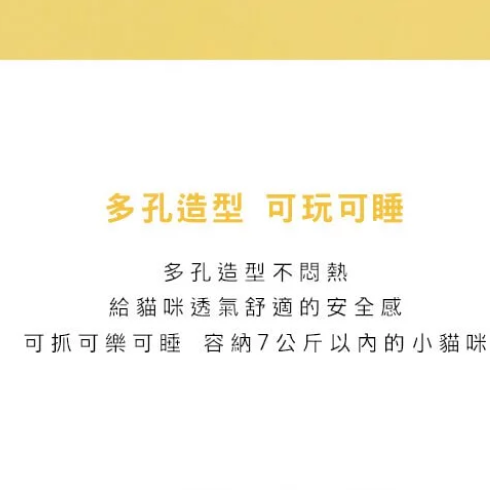 多孔造型 可玩可睡
多孔造型不悶熱
給貓咪透氣舒適的安全感
可抓可樂可睡 容納7公斤以內的小貓咪